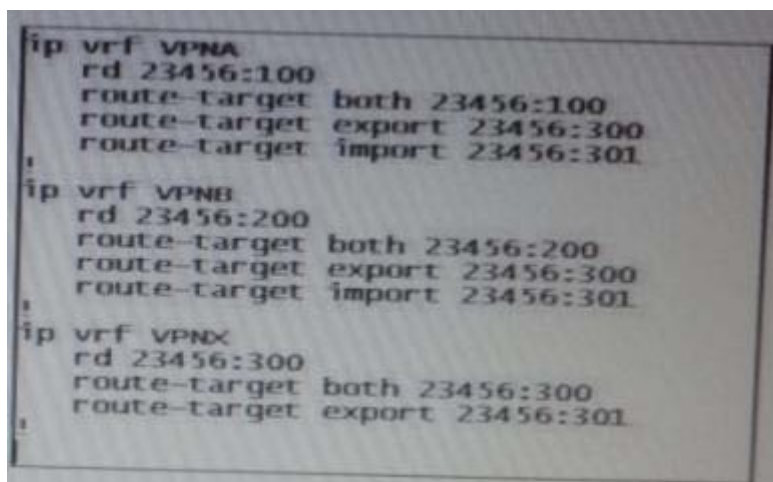 ip vrf VPNA
rd 23456:100
route-target both 23456:100
route-target export 23456:300
route-target import 23456:301
!
ip vrf VPNB
rd 23456:200
route-target both 23456:200
route-target export 23456:300
route-target import 23456:301
!
ip vrf VPNX
rd 23456:300
route-target both 23456:300
route-target export 23456:301
!